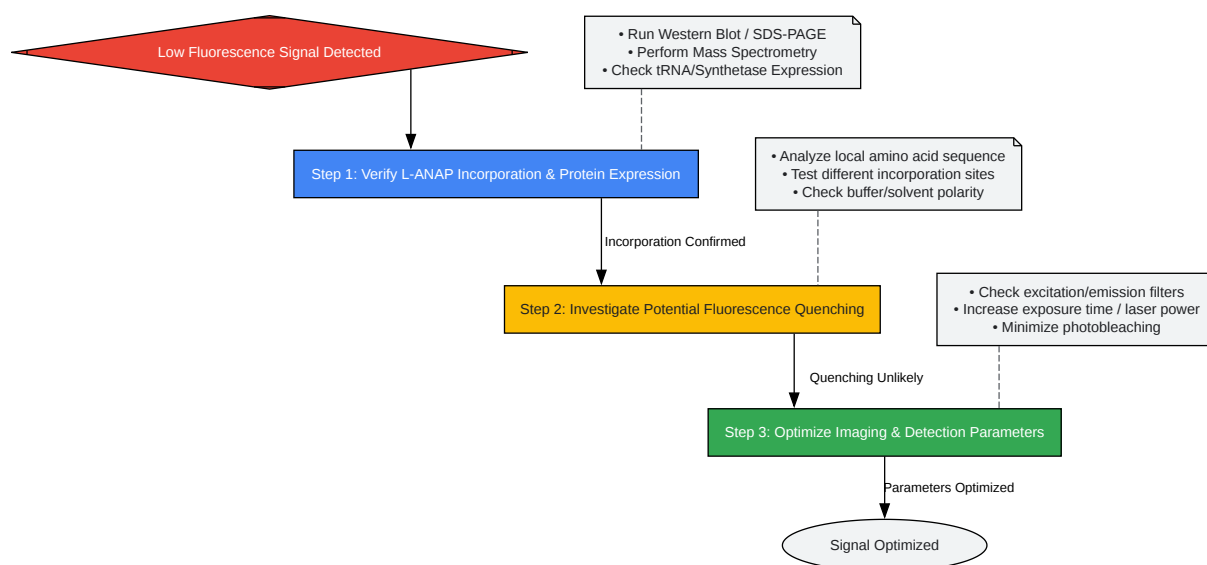 Low Fluorescence Signal Detected
• Run Western Blot / SDS-PAGE
• Perform Mass Spectrometry
• Check tRNA/Synthetase Expression
Step 1: Verify L-ANAP Incorporation & Protein Expression
• Analyze local amino acid sequence
• Test different incorporation sites
• Check buffer/solvent polarity
Incorporation Confirmed
Step 2: Investigate Potential Fluorescence Quenching
• Check excitation/emission filters
• Increase exposure time / laser power
• Minimize photobleaching
Quenching Unlikely
Step 3: Optimize Imaging & Detection Parameters
Parameters Optimized
Signal Optimized